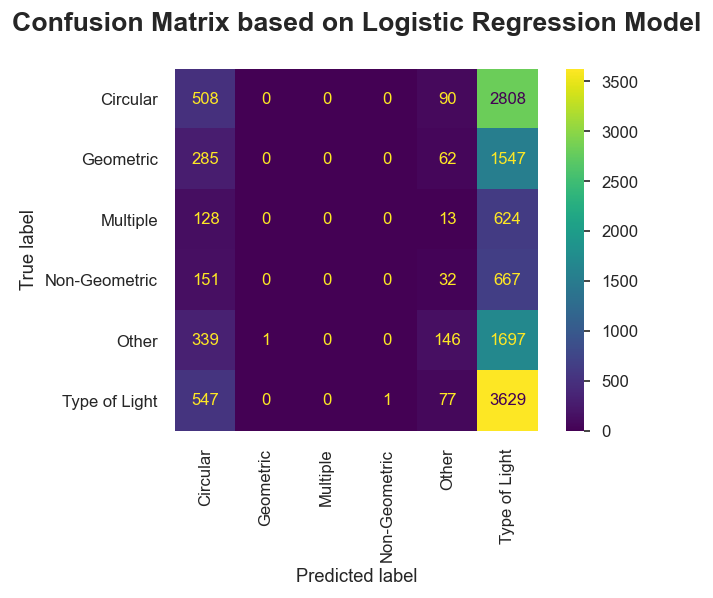 Confusion Matrix based on Logistic Regression Model
True label
Circular 508 0 0 0 90 2808
Geometric 285 0 0 0 62 1547
Multiple 128 0 0 0 13 624
Non-Geometric 151 0 0 0 32 667
Other 339 1 0 0 146 1697
Type of Light 547 0 0 1 77 3629
Circular
Geometric
Multiple
Non-Geometric
Other
Type of Light
Predicted label
3500
3000
2500
2000
1500
1000
500
0